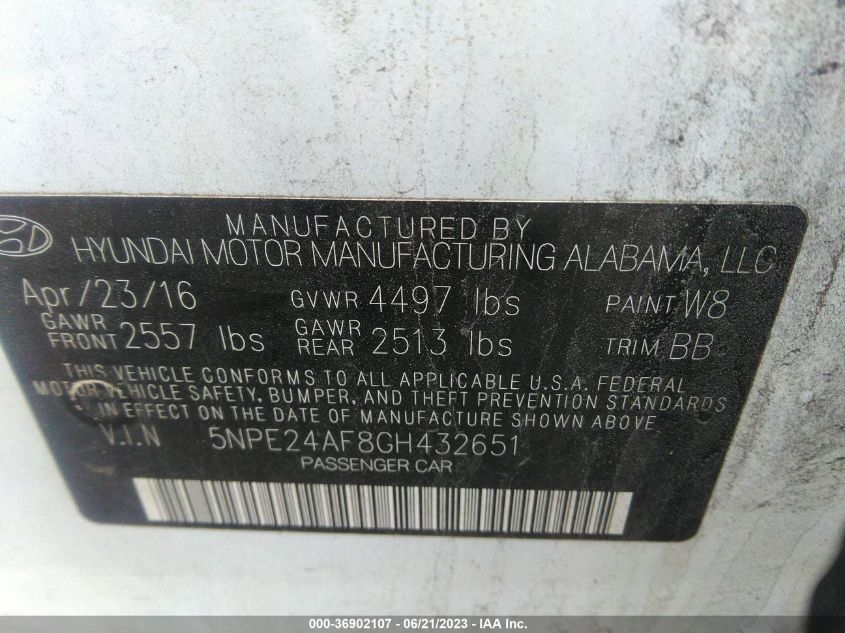 MANUFACTURED BY
HYUNDAI MOTOR MANUFACTURING ALABAMA, LLC
Apr/23/16 GVWR 4497 lbs PAINT W8
GAWR FRONT 2557 lbs GAWR REAR 2513 lbs TRIM BB
THIS VEHICLE CONFORMS TO ALL APPLICABLE U.S.A. FEDERAL
MOTOR VEHICLE SAFETY, BUMPER, AND THEFT PREVENTION STANDARDS
IN EFFECT ON THE DATE OF MANUFACTURE SHOWN ABOVE.
V.I.N 5NPE24AF8GH432651
PASSENGER CAR
000-36902107 - 06/21/2023 - IAA Inc.